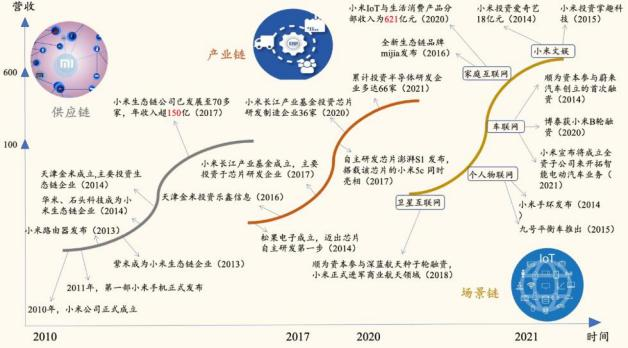 营收
600
100
供应链
产业链
场景链
IoT
小米生态链公司已发展至70多
家，年收入超150亿（2017）
天津金米成立,主要投资生
态链企业（2014）
华米、石头科技成为小
米生态链企业（2014）
小米路由器发布（2013）
紫米成为小米生态链企业（2013）
2011年，第一部小米手机正式发布
2010年，小米公司正式成立
累计投资半导体研发企
业多达66家（2021）
小米长江产业基金投资芯片
研发制造企业36家（2020）
小米长江产业基金成立，主要
投资于芯片研发企业（2017）
自主研发芯片澎湃S1 发布，
搭载该芯片的小米5c 同时
亮相（2017）
天津金米投资乐鑫信息（2016）
松果电子成立，迈出芯片
自主研发第一步（2014）
小米IoT与生活消费产品分
部收入为621亿元（2020）
全新生态链品牌
mijia发布（2016）
小米投资爱奇艺
18亿元（2014）
小米投资掌趣科
技（2015）
小米文娱
家庭互联网
顺为资本参与蔚来
汽车创立的首次融资
（2014）
车联网
博泰获小米B轮融
资（2020）
小米宣布将成立全
资子公司来开拓智
能电动汽车业务
（2021）
个人物联网
小米手环发布（2014
）
九号平衡车推出（2015）
卫星互联网
顺为资本参与深蓝航天种子轮融资,
小米正式进军商业航天领域（2018）
2010
2017
2020
2021
时间